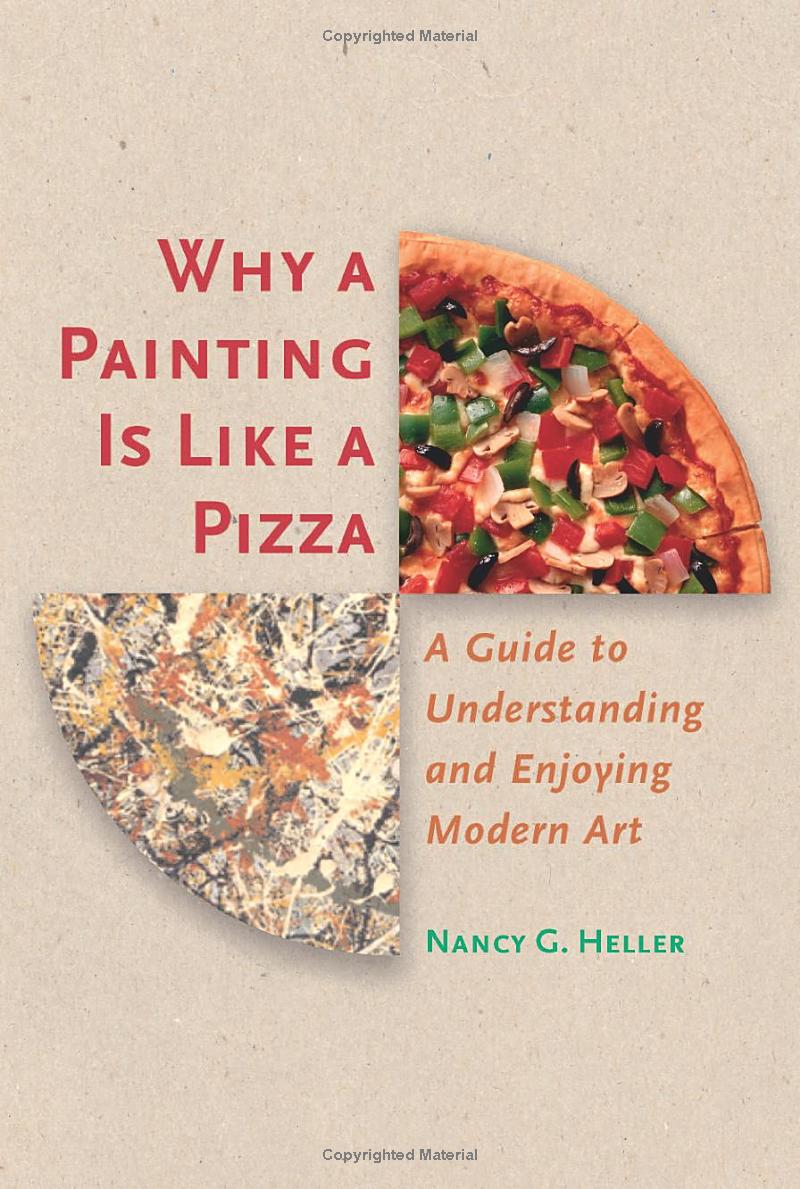 Copyrighted Material
WHY A
PAINTING
IS LIKE A
PIZZA
A Guide to
Understanding
and Enjoying
Modern Art
NANCY G. HELLER
Copyrighted Material